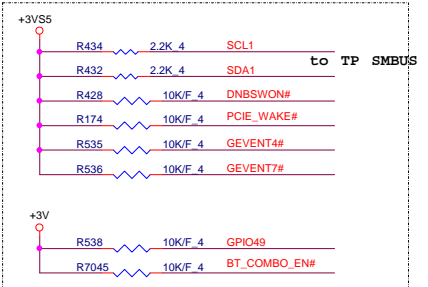 +3VS5
R434 2.2K_4 SCL1
to TP SMBUS
R432 2.2K_4 SDA1
R428 10K/F_4 DNBSWON#
R174 10K/F_4 PCIE_WAKE#
R535 10K/F_4 GEVENT4#
R536 10K/F_4 GEVENT7#
+3V
R538 10K/F_4 GPIO49
R7045 10K/F_4 BT_COMBO_EN#